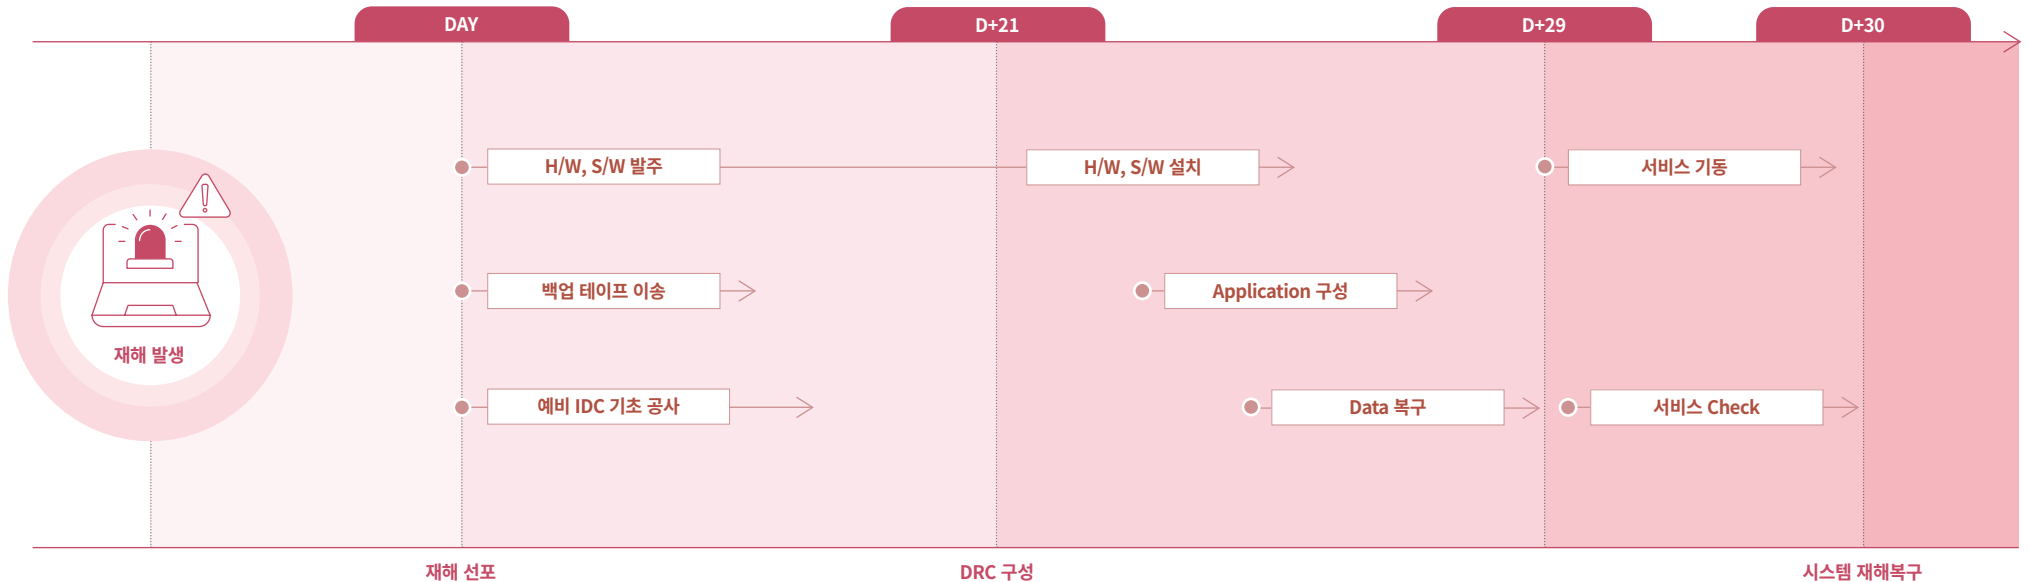 DAY
D+21
D+29
D+30
H/W, S/W 발주
H/W, S/W 설치
서비스 기동
백업 테이프 이송
Application 구성
재해 발생
예비 IDC 기초 공사
Data 복구
서비스 Check
재해 선포
DRC 구성
시스템 재해복구